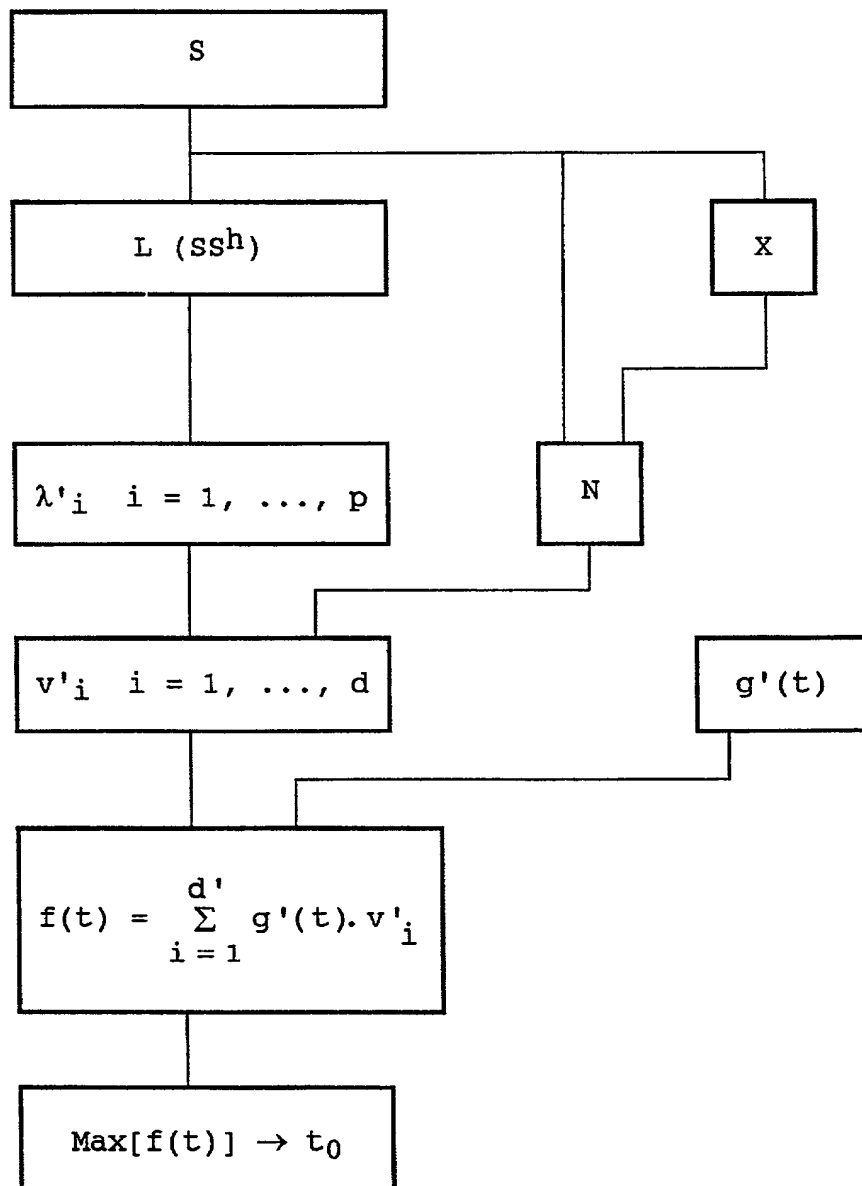 S
L (SSʰ)
X
λ'i i = 1, ..., p
N
v'i i = 1, ..., d
g'(t)
d'
f(t) = Σ g'(t).v'i
i = 1
Max[f(t)] → t₀